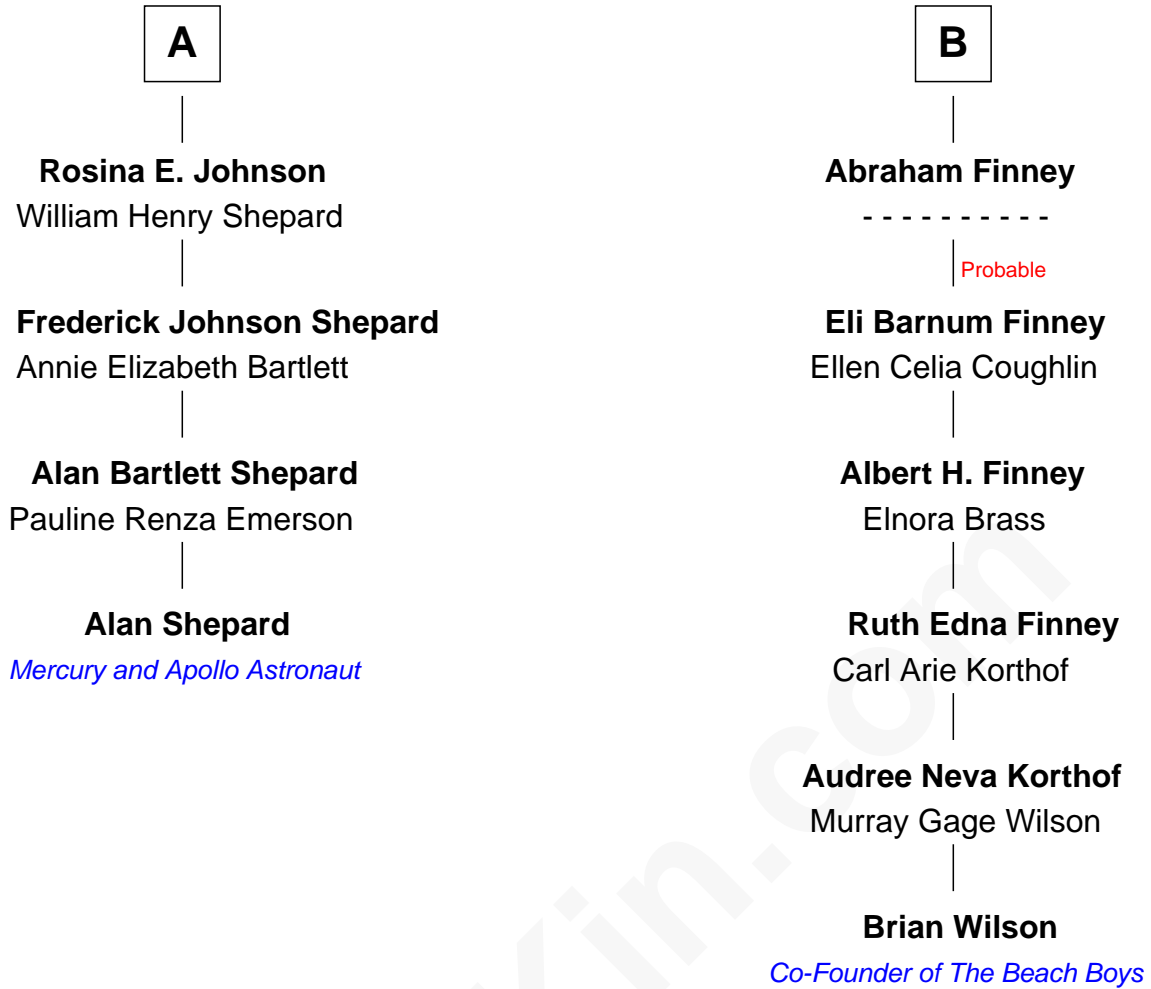 A
Rosina E. Johnson
William Henry Shepard
Frederick Johnson Shepard
Annie Elizabeth Bartlett
Alan Bartlett Shepard
Pauline Renza Emerson
Alan Shepard
Mercury and Apollo Astronaut
B
Abraham Finney
- - - - - - - - - -
Probable
Eli Barnum Finney
Ellen Celia Coughlin
Albert H. Finney
Elnora Brass
Ruth Edna Finney
Carl Arie Korthof
Audree Neva Korthof
Murray Gage Wilson
Brian Wilson
Co-Founder of The Beach Boys
Kin.com